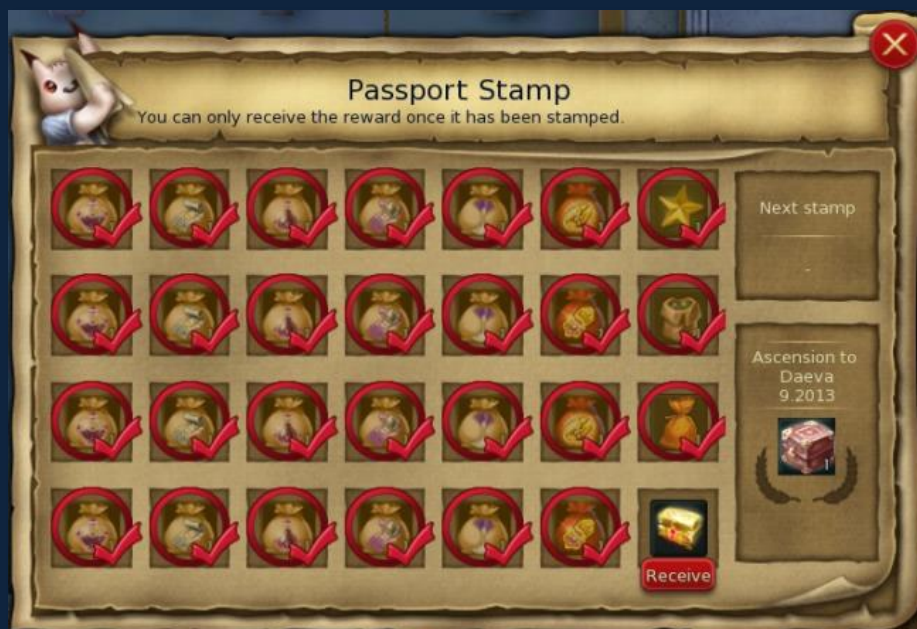 Passport Stamp
You can only receive the reward once it has been stamped.
Next stamp
-
Ascension to
Daeva
9.2013
1
Receive